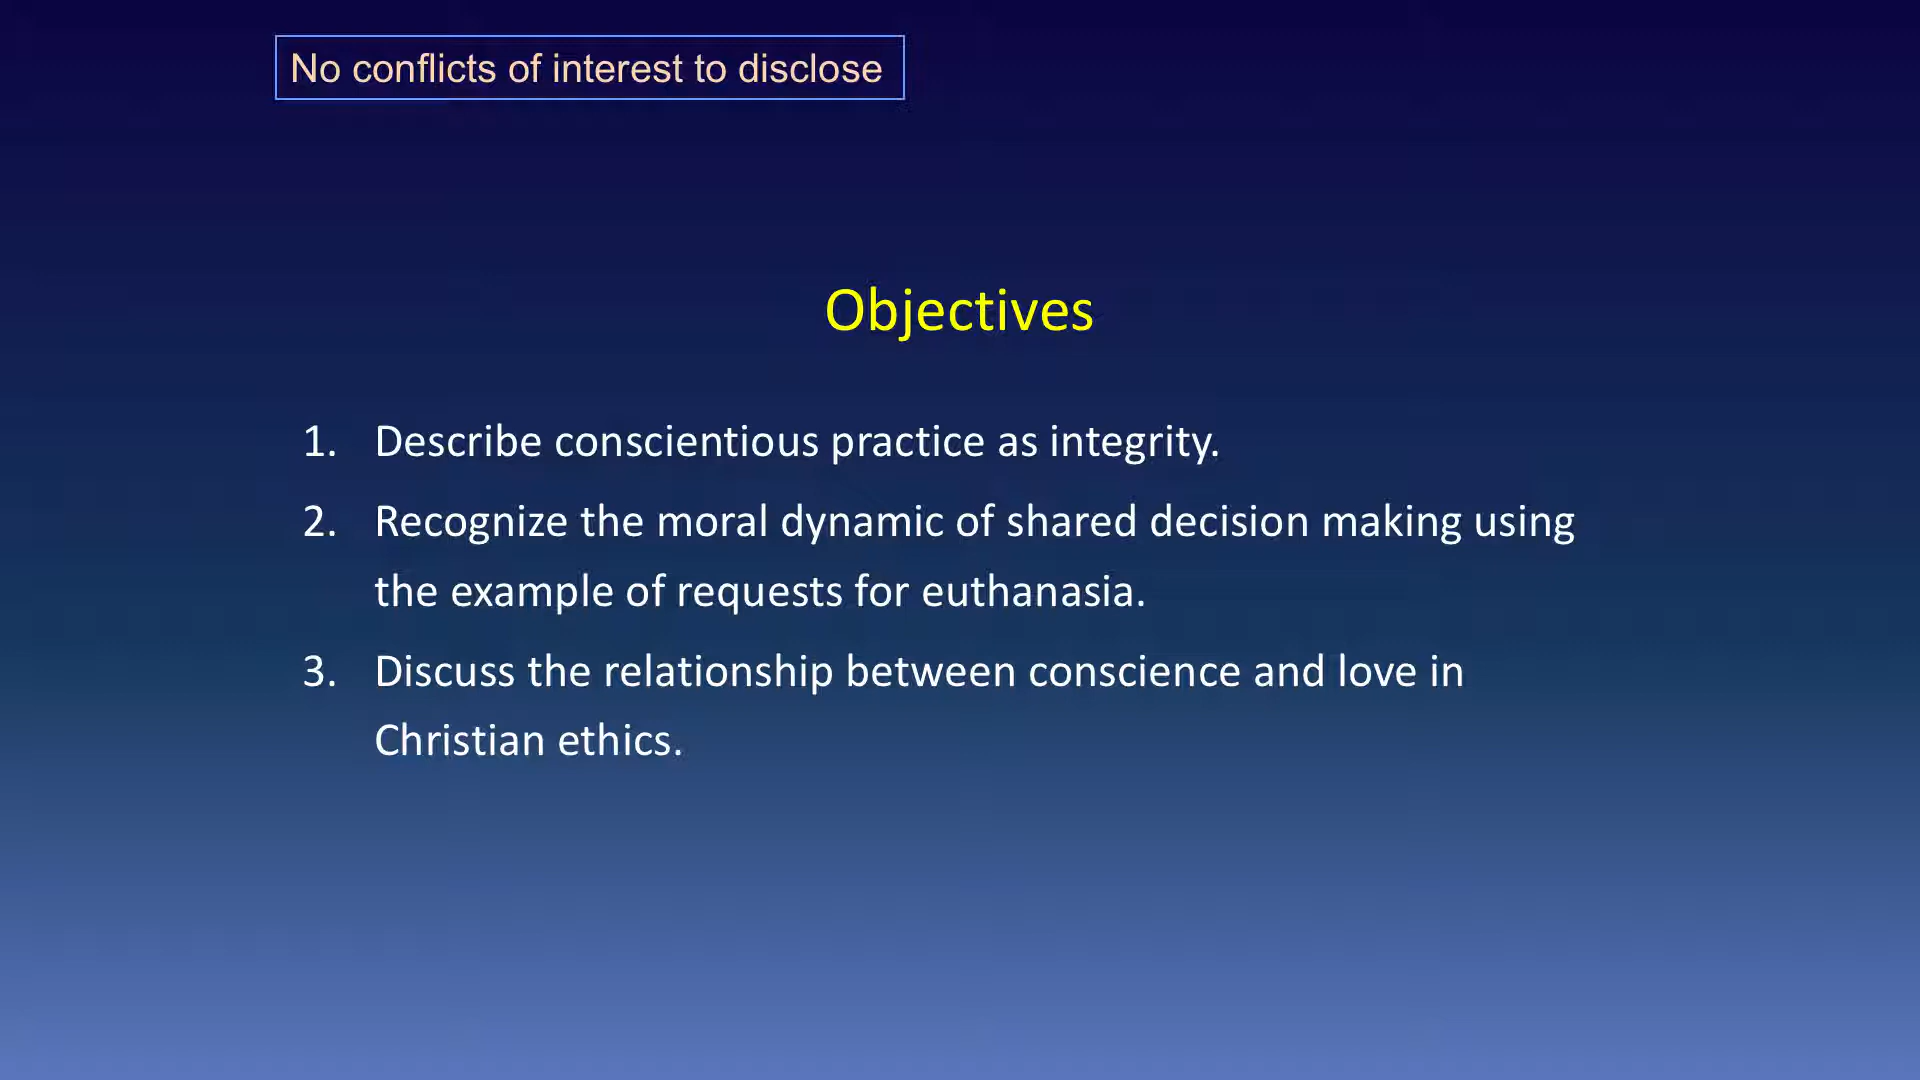 No conflicts of interest to disclose
Objectives
1. Describe conscientious practice as integrity.
2. Recognize the moral dynamic of shared decision making using
the example of requests for euthanasia.
3. Discuss the relationship between conscience and love in
Christian ethics.